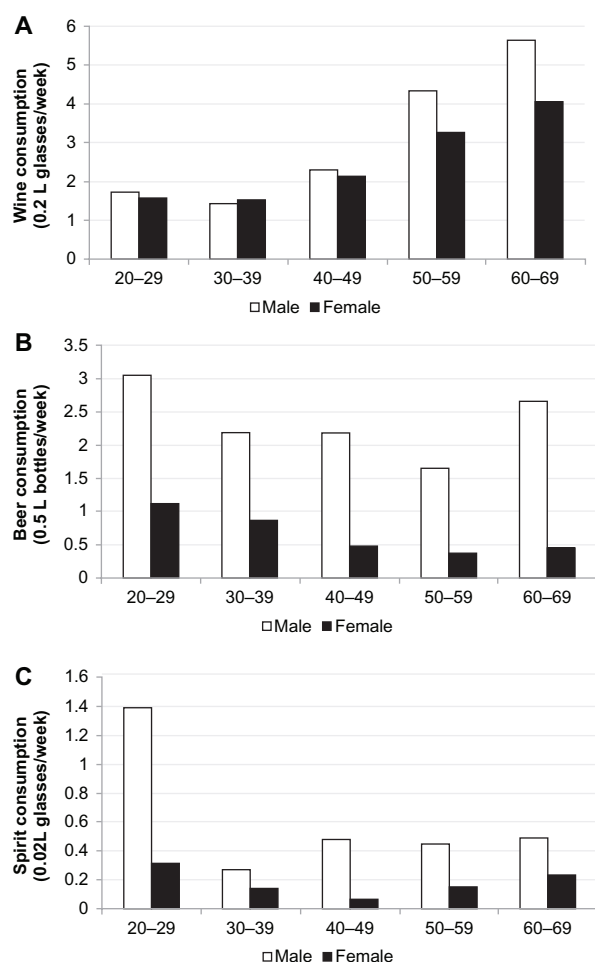 A
Wine consumption
(0.2 L glasses/week)
6
5
4
3
2
1
0
20–29 30–39 40–49 50–59 60–69
Male Female
B
Beer consumption
(0.5 L bottles/week)
3.5
3
2.5
2
1.5
1
0.5
0
20–29 30–39 40–49 50–59 60–69
Male Female
C
Spirit consumption
(0.02L glasses/week)
1.6
1.4
1.2
1
0.8
0.6
0.4
0.2
0
20–29 30–39 40–49 50–59 60–69
Male Female